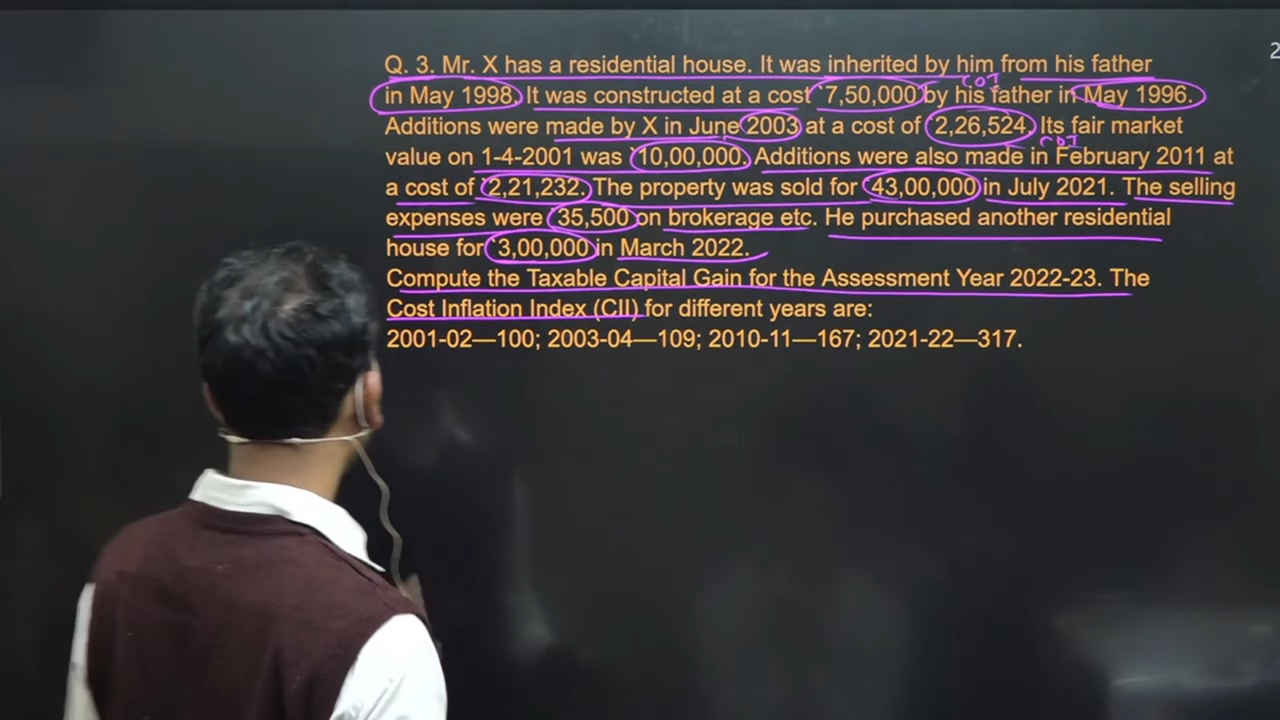 2
Q. 3. Mr. X has a residential house. It was inherited by him from his father
COI
in May 1998. It was constructed at a cost `7,50,000 by his father in May 1996.
Additions were made by X in June 2003 at a cost of `2,26,524. Its fair market
COI
value on 1-4-2001 was `10,00,000. Additions were also made in February 2011 at
a cost of `2,21,232. The property was sold for `43,00,000 in July 2021. The selling
expenses were `35,500 on brokerage etc. He purchased another residential
house for `3,00,000 in March 2022.
Compute the Taxable Capital Gain for the Assessment Year 2022-23. The
Cost Inflation Index (CII) for different years are:
2001-02—100; 2003-04—109; 2010-11—167; 2021-22—317.